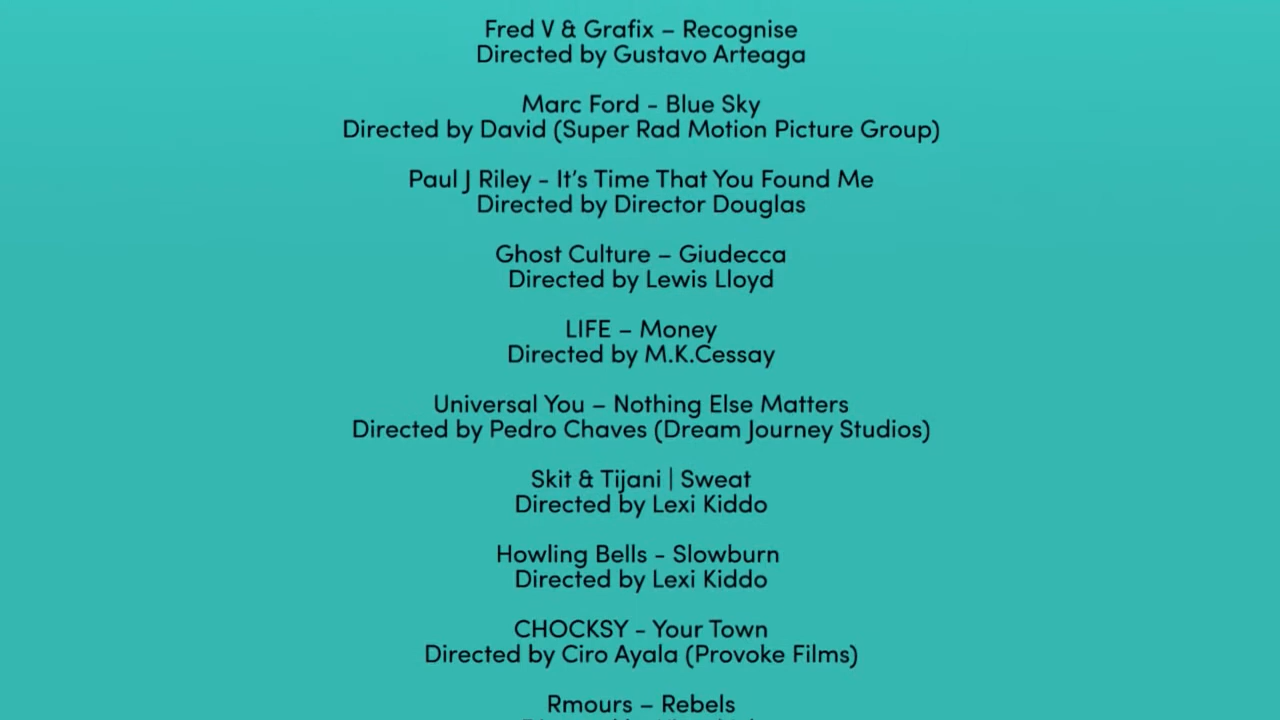 Fred V & Grafix – Recognise
Directed by Gustavo Arteaga
Marc Ford - Blue Sky
Directed by David (Super Rad Motion Picture Group)
Paul J Riley - It’s Time That You Found Me
Directed by Director Douglas
Ghost Culture – Giudecca
Directed by Lewis Lloyd
LIFE – Money
Directed by M.K.Cessay
Universal You – Nothing Else Matters
Directed by Pedro Chaves (Dream Journey Studios)
Skit & Tijani | Sweat
Directed by Lexi Kiddo
Howling Bells - Slowburn
Directed by Lexi Kiddo
CHOCKSY - Your Town
Directed by Ciro Ayala (Provoke Films)
Rmours – Rebels